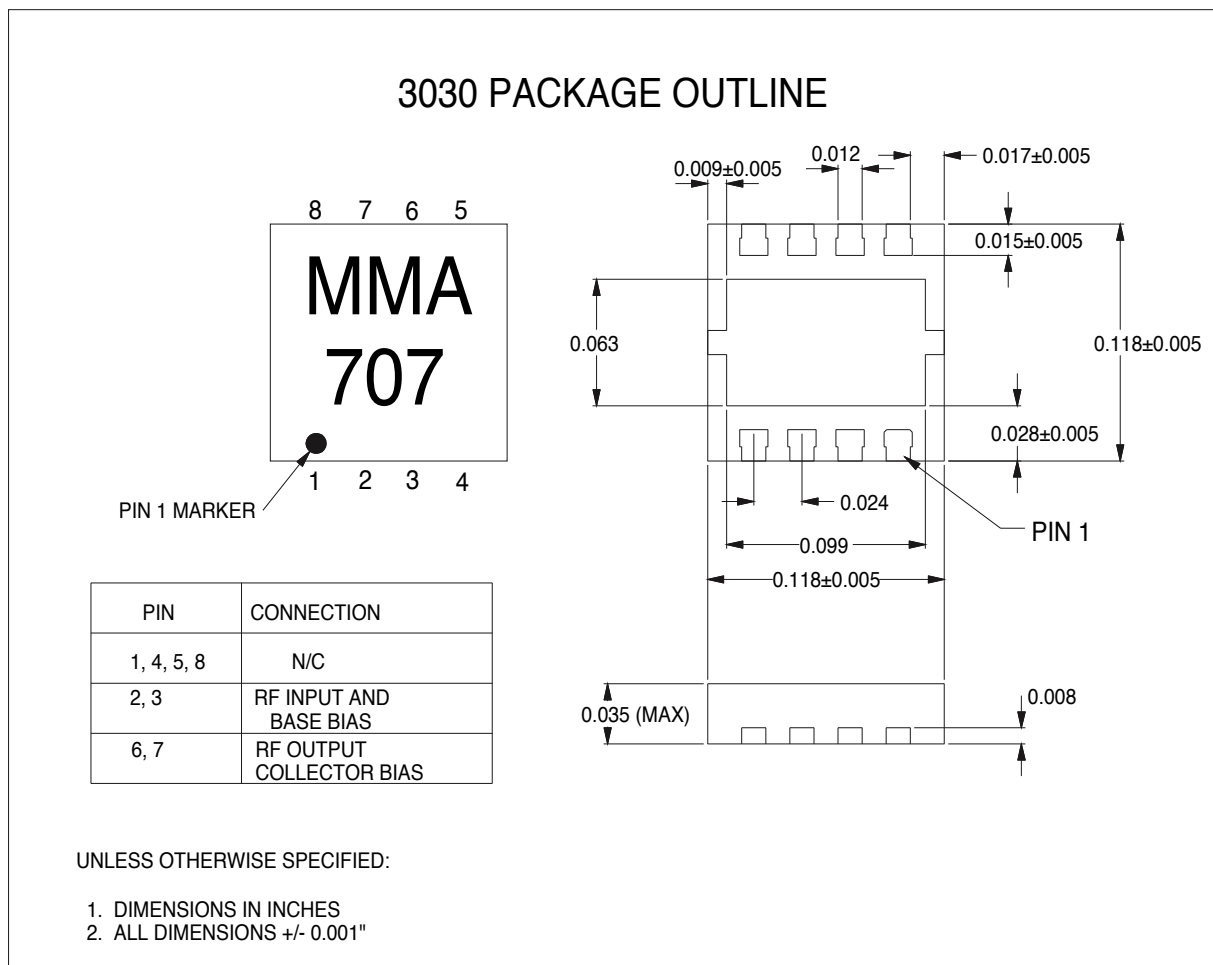 3030 PACKAGE OUTLINE
0.009±0.005
0.012
0.017±0.005
8 7 6 5
MMA
707
1 2 3 4
PIN 1 MARKER
0.015±0.005
0.063
0.118±0.005
0.028±0.005
0.024
PIN 1
0.099
0.118±0.005
PIN CONNECTION
1, 4, 5, 8 N/C
2, 3 RF INPUT AND
BASE BIAS
6, 7 RF OUTPUT
COLLECTOR BIAS
0.035 (MAX)
0.008
UNLESS OTHERWISE SPECIFIED:
1. DIMENSIONS IN INCHES
2. ALL DIMENSIONS +/- 0.001"